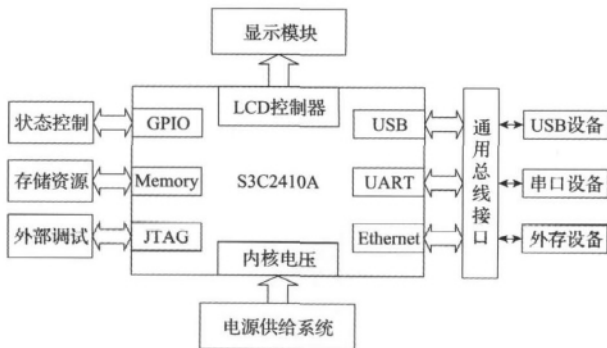 显示模块
LCD控制器
状态控制
GPIO
USB
USB设备
存储资源
Memory
S3C2410A
UART
通用总线接口
串口设备
外部调试
JTAG
Ethernet
外存设备
内核电压
电源供给系统